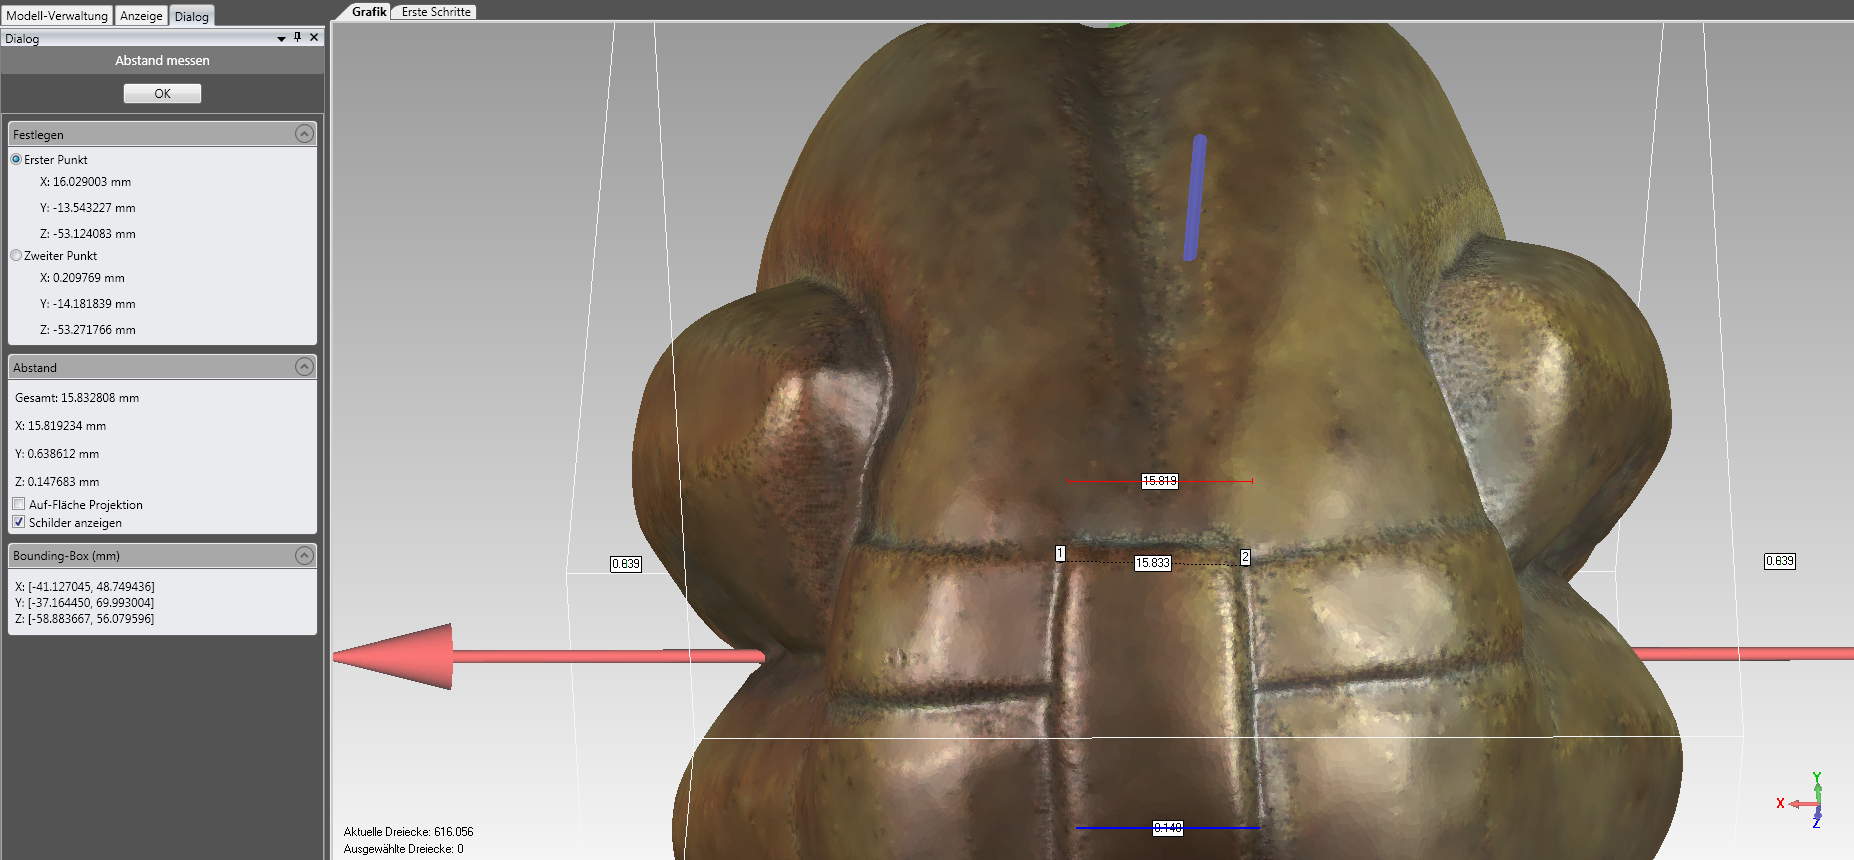 Modell-Verwaltung Anzeige Dialog
Grafik Erste Schritte
Dialog
Abstand messen
OK
Festlegen
Erster Punkt
X: 16.029003 mm
Y: -13.543227 mm
Z: -53.124083 mm
Zweiter Punkt
X: 0.209769 mm
Y: -14.181839 mm
Z: -53.271766 mm
Abstand
Gesamt: 15.832808 mm
X: 15.819234 mm
Y: 0.638612 mm
Z: 0.147683 mm
Auf-Fläche Projektion
Schilder anzeigen
Bounding-Box (mm)
X: [-41.127045, 48.749436]
Y: [-37.164450, 69.993004]
Z: [-58.883667, 56.079596]
15.819
1
2
15.833
0.639
0.639
0.148
Aktuelle Dreiecke: 616.056
Ausgewählte Dreiecke: 0
Y
X
Z